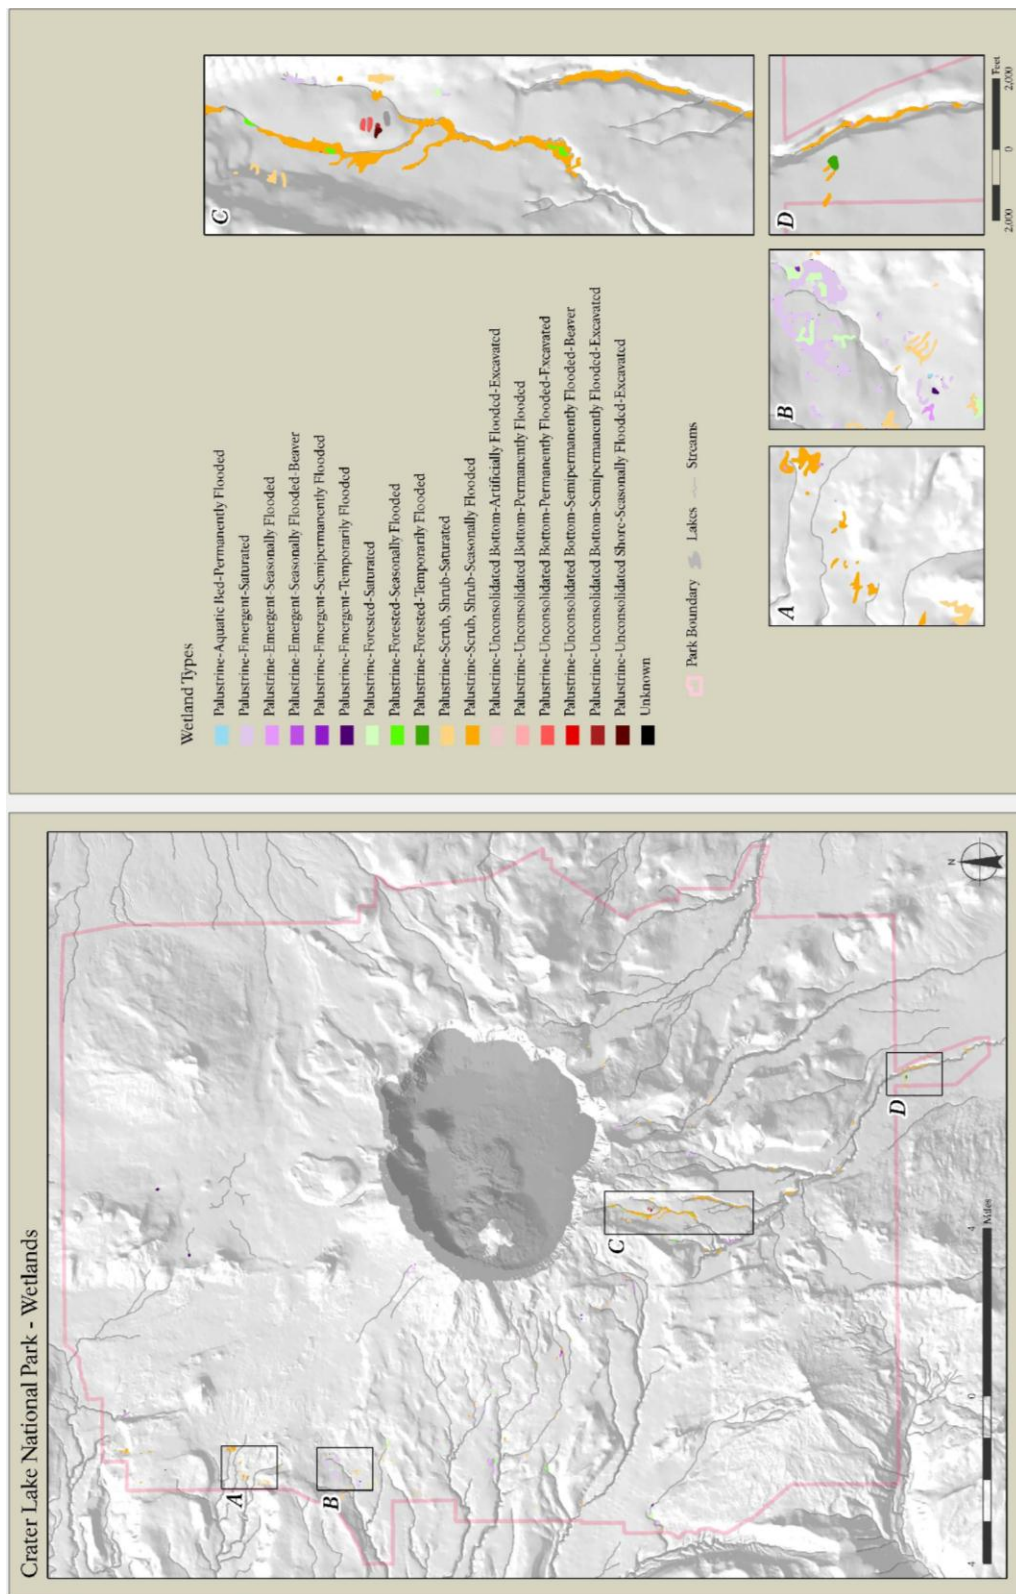 Crater Lake National Park - Wetlands
A
B
C
D
N
4
0
4
Miles
Wetland Types
Palustrine-Aquatic Bed-Permanently Flooded
Palustrine-Emergent-Saturated
Palustrine-Emergent-Seasonally Flooded
Palustrine-Emergent-Seasonally Flooded-Beaver
Palustrine-Emergent-Semipermanently Flooded
Palustrine-Emergent-Temporarily Flooded
Palustrine-Forested-Saturated
Palustrine-Forested-Seasonally Flooded
Palustrine-Forested-Temporarily Flooded
Palustrine-Scrub, Shrub-Saturated
Palustrine-Scrub, Shrub-Seasonally Flooded
Palustrine-Unconsolidated Bottom-Artificially Flooded-Excavated
Palustrine-Unconsolidated Bottom-Permanently Flooded
Palustrine-Unconsolidated Bottom-Permanently Flooded-Excavated
Palustrine-Unconsolidated Bottom-Semipermanently Flooded-Beaver
Palustrine-Unconsolidated Bottom-Semipermanently Flooded-Excavated
Palustrine-Unconsolidated Shore-Seasonally Flooded-Excavated
Unknown
Park Boundary Lakes Streams
C
A
B
D
2,000
0
2,000
Feet